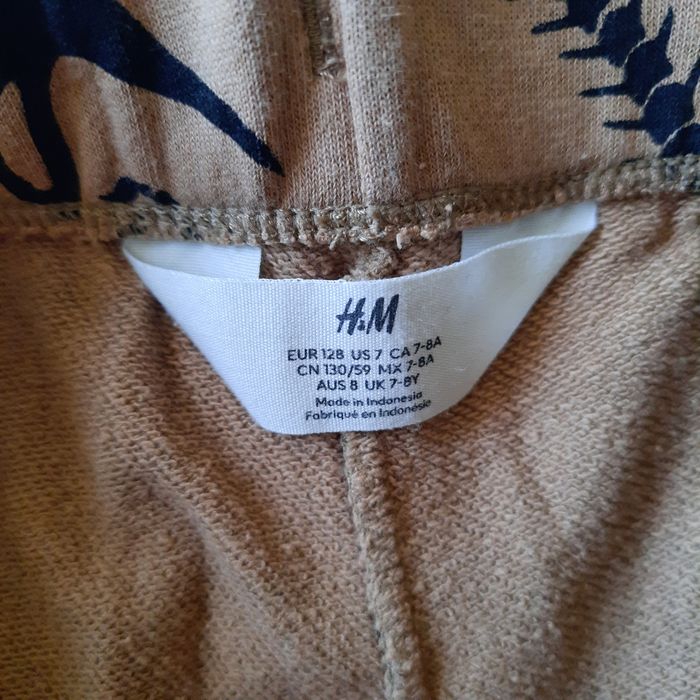 H&M
EUR 128 US 7 CA 7-8A
CN 130/59 MX 7-8A
AUS 8 UK 7-8Y
Made in Indonesia
Fabriqué en Indonésie